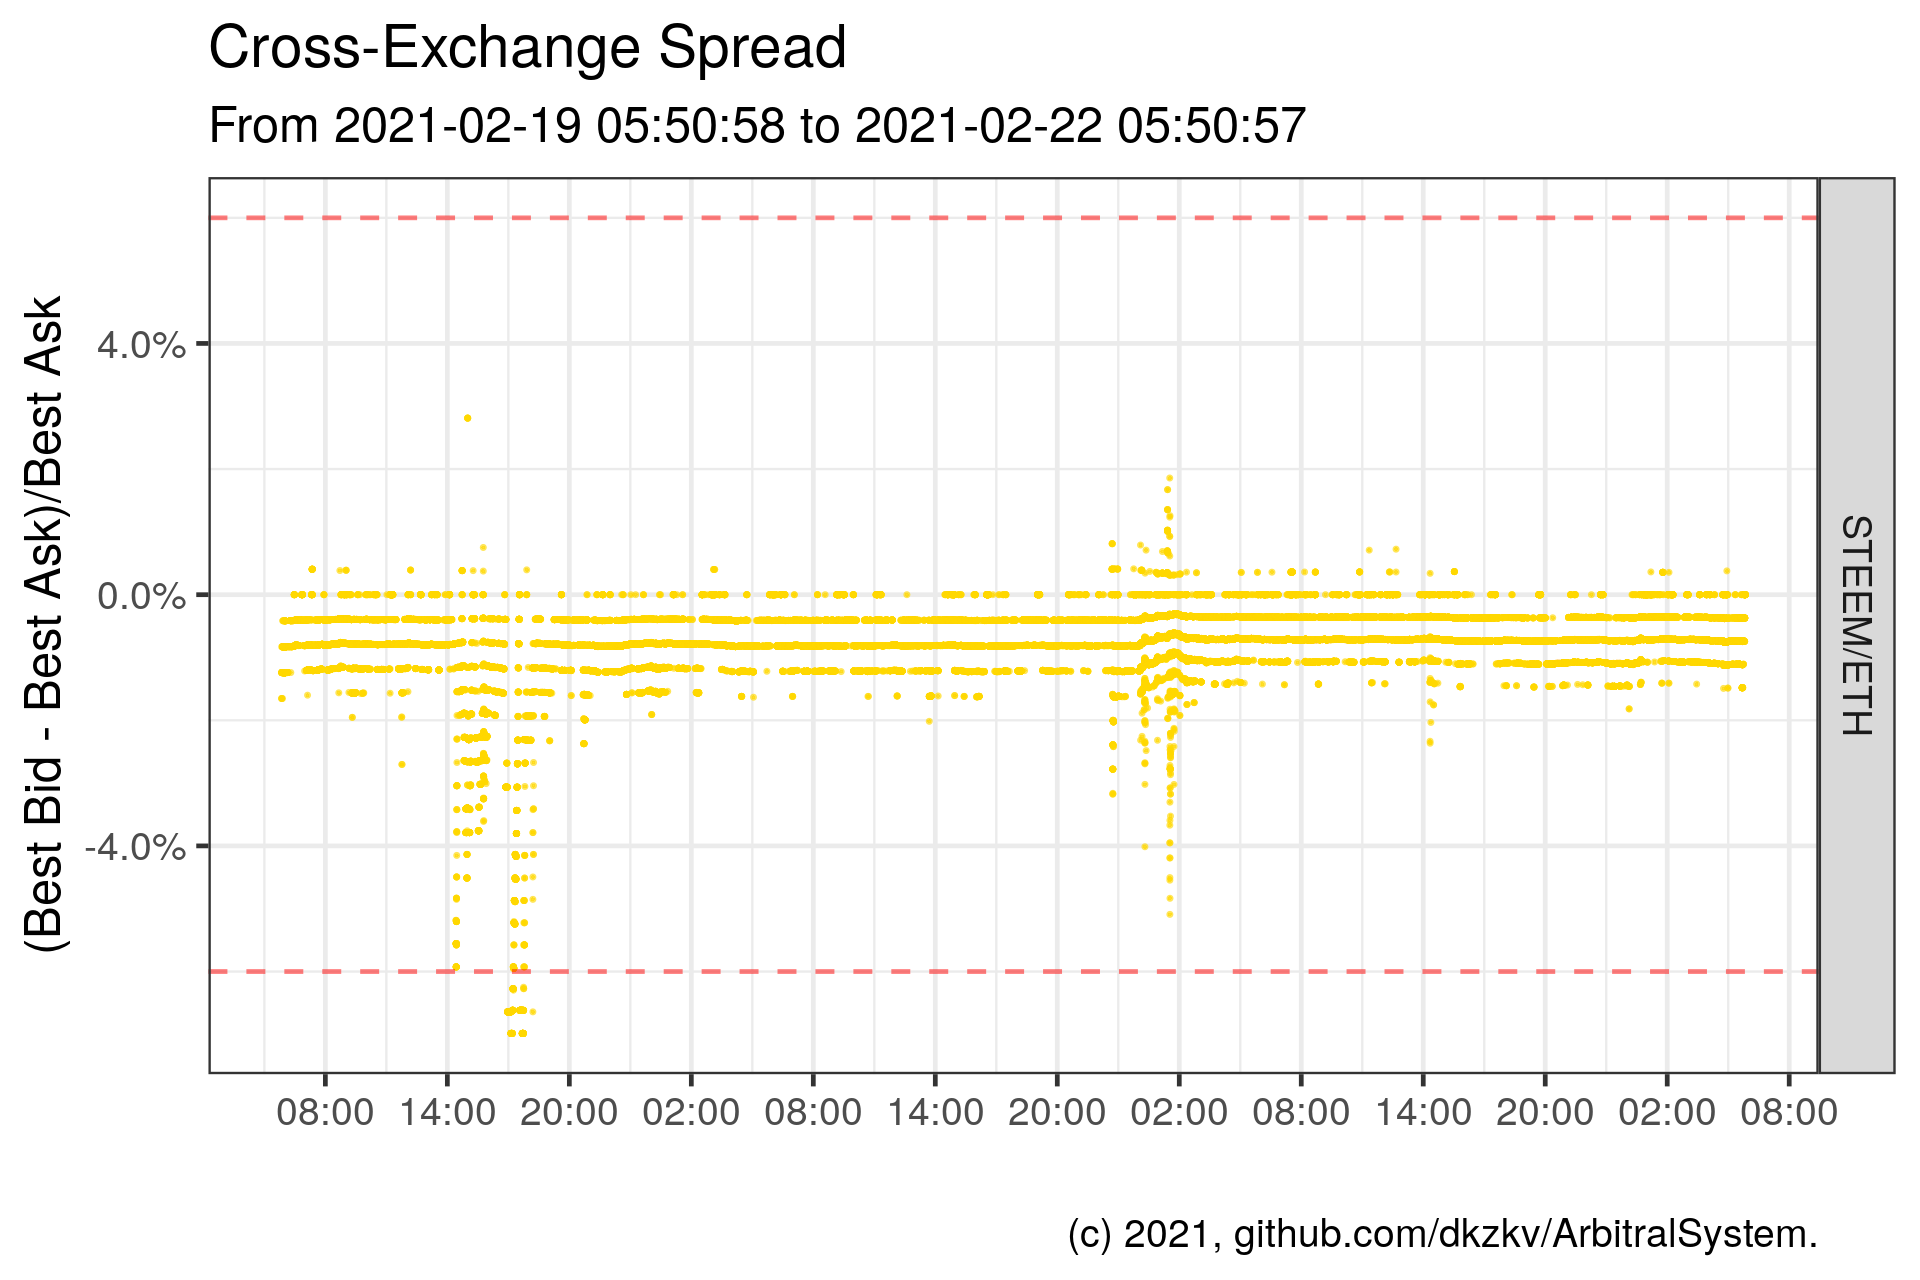 Cross-Exchange Spread
From 2021-02-19 05:50:58 to 2021-02-22 05:50:57
(Best Bid - Best Ask)/Best Ask
4.0%
0.0%
-4.0%
STEEM/ETH
08:00 14:00 20:00 02:00 08:00 14:00 20:00 02:00 08:00 14:00 20:00 02:00 08:00
(c) 2021, github.com/dkzkv/ArbitralSystem.